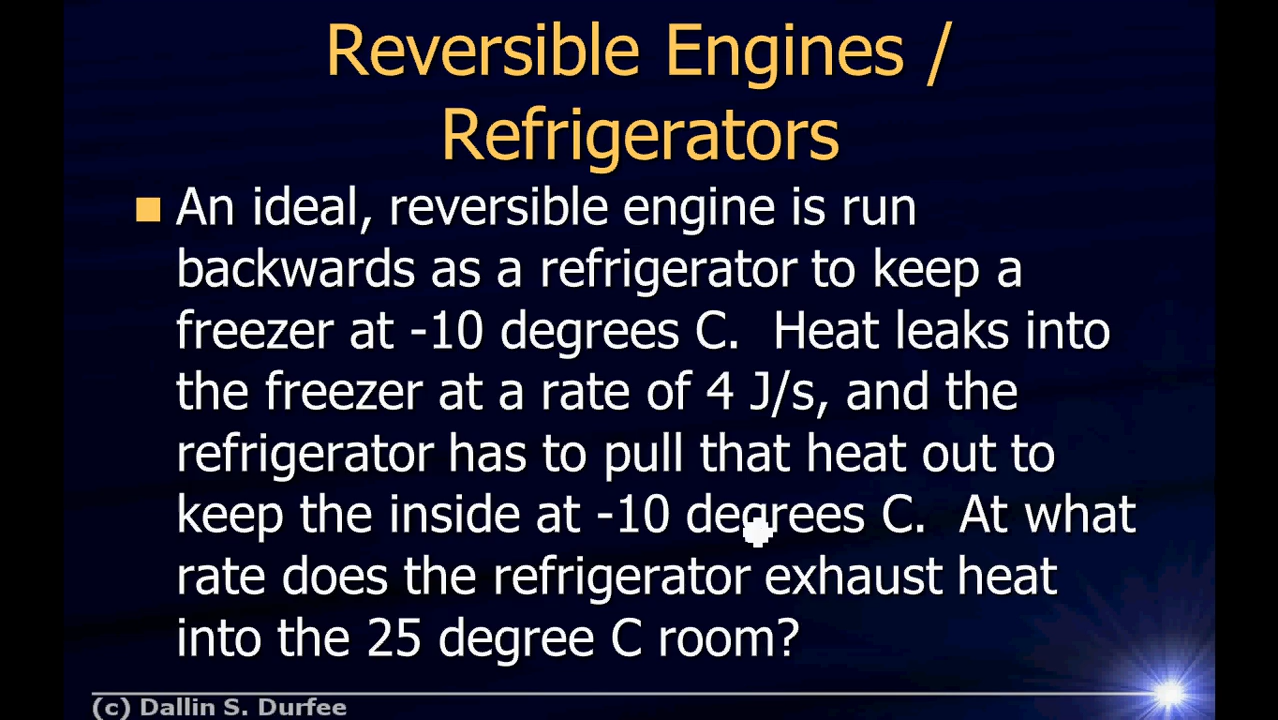 Reversible Engines /
Refrigerators
An ideal, reversible engine is run
backwards as a refrigerator to keep a
freezer at -10 degrees C.  Heat leaks into
the freezer at a rate of 4 J/s, and the
refrigerator has to pull that heat out to
keep the inside at -10 degrees C.  At what
rate does the refrigerator exhaust heat
into the 25 degree C room?
(c) Dallin S. Durfee